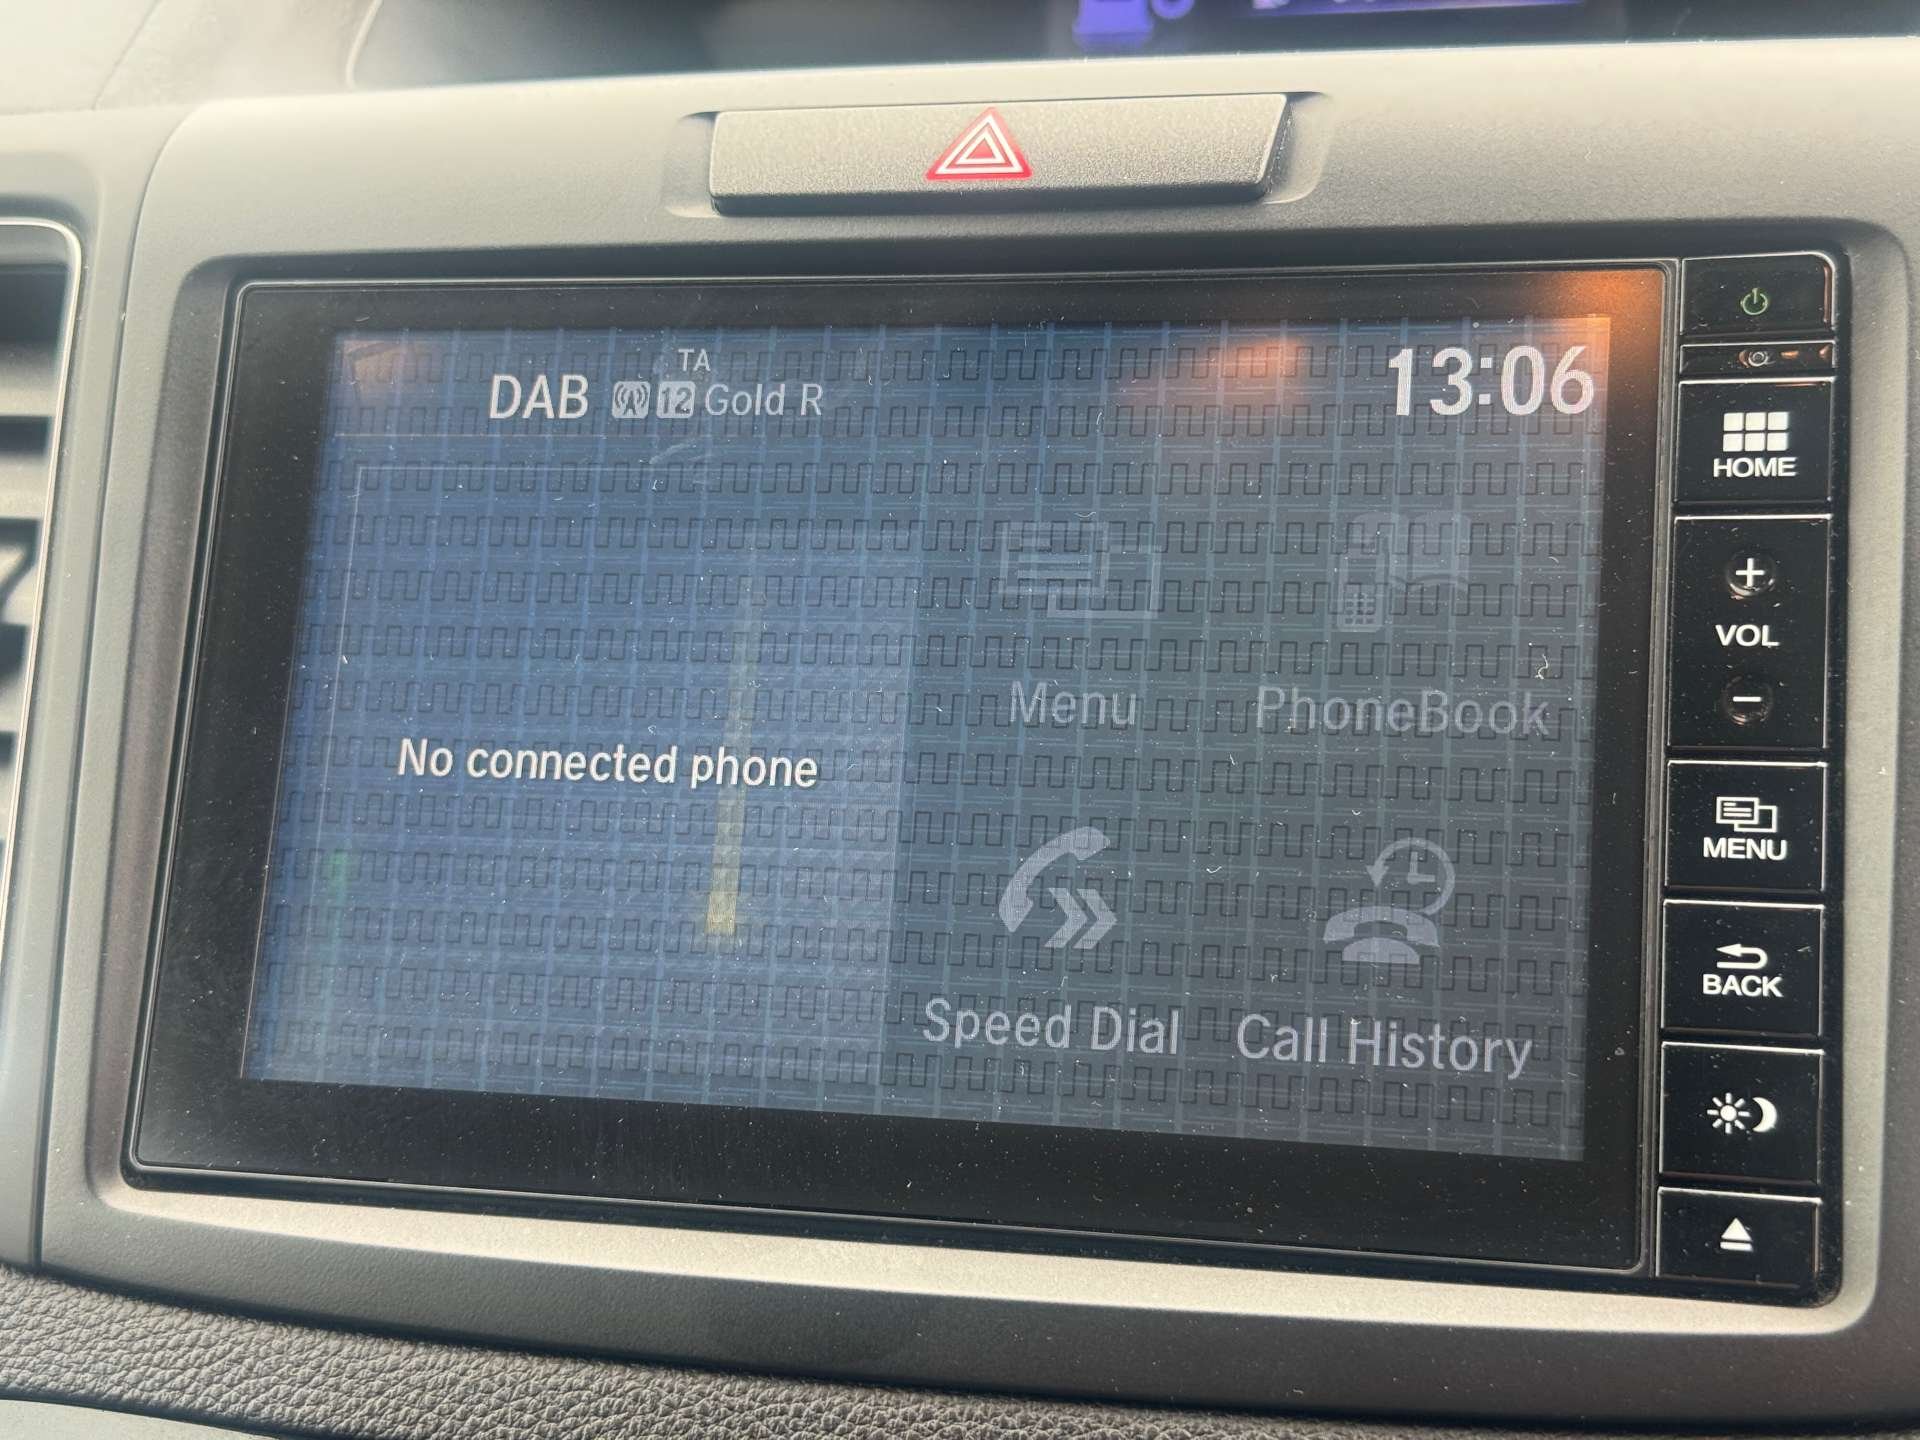 TA
DAB 12 Gold R
13:06
No connected phone
Menu
PhoneBook
Speed Dial
Call History
HOME
+
VOL
−
MENU
BACK